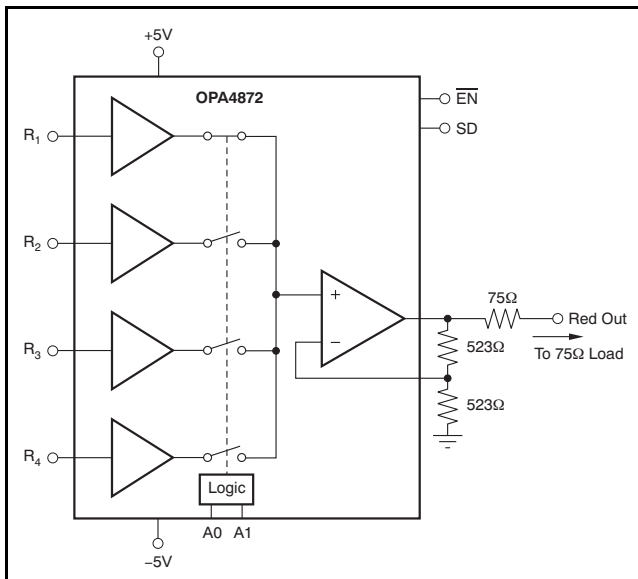 +5V
OPA4872
EN
SD
R1
R2
R3
R4
+
−
75Ω
Red Out
523Ω
To 75Ω Load
523Ω
Logic
A0 A1
−5V